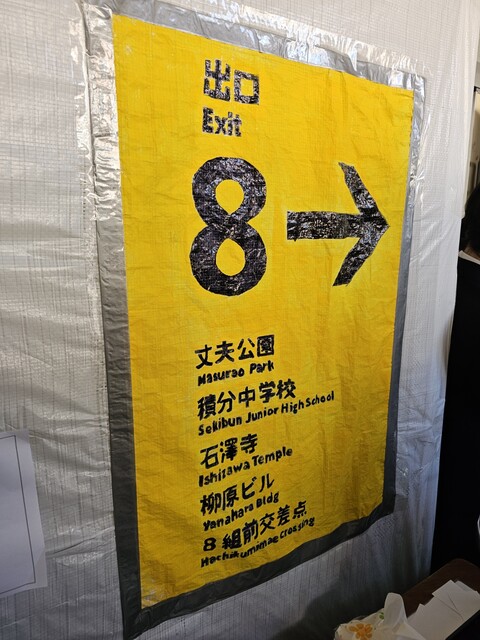 出口
Exit
8
丈夫公園
Masurao Park
積分中学校
Sekibun Junior High School
石澤寺
Ishizawa Temple
柳原ビル
Yanahara Bldg
8組前交差点
Hachikumimae Crossing